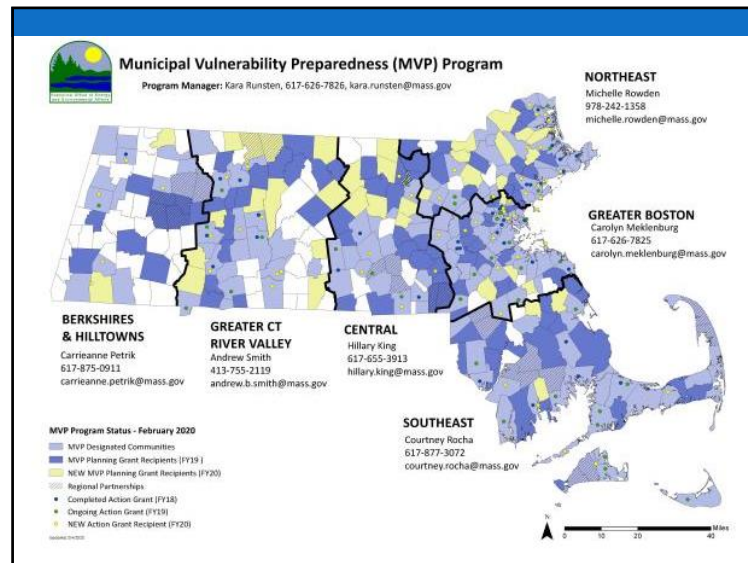 Municipal Vulnerability Preparedness (MVP) Program
Program Manager: Kara Runsten, 617-626-7826, kara.runsten@mass.gov
NORTHEAST
Michelle Rowden
978-242-1358
michelle.rowden@mass.gov
GREATER BOSTON
Carolyn Meklenburg
617-626-7825
carolyn.meklenburg@mass.gov
BERKSHIRES
& HILLTOWNS
Carrieanne Petrik
617-875-0911
carrieanne.petrik@mass.gov
GREATER CT
RIVER VALLEY
Andrew Smith
413-755-2119
andrew.b.smith@mass.gov
CENTRAL
Hillary King
617-655-3913
hillary.king@mass.gov
SOUTHEAST
Courtney Rocha
617-877-3072
courtney.rocha@mass.gov
MVP Program Status - February 2020
MVP Designated Communities
MVP Planning Grant Recipients (FY19 )
NEW MVP Planning Grant Recipients (FY20)
Regional Partnerships
Completed Action Grant (FY18)
Ongoing Action Grant (FY19)
NEW Action Grant Recipient (FY20)
N
Miles
0 10 20 40